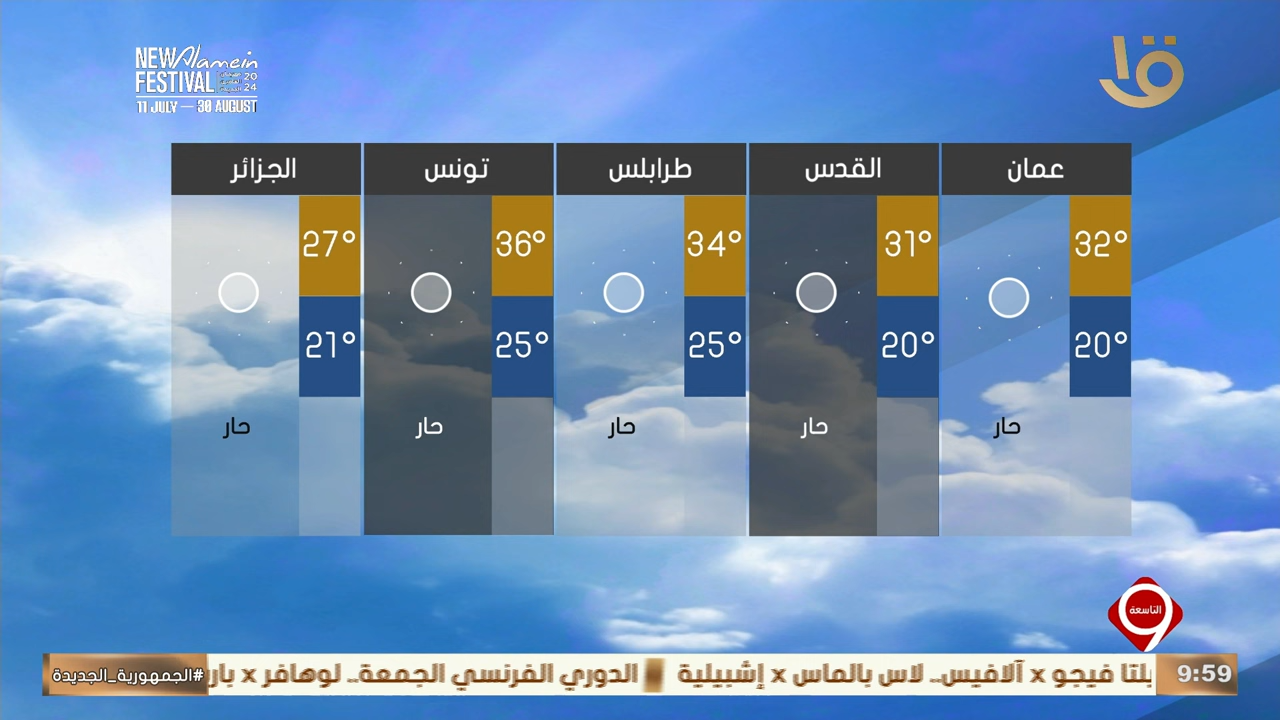 NEW Alamein
FESTIVAL 20 24
11 JULY — 30 AUGUST
عمان
32°
20°
حار
القدس
31°
20°
حار
طرابلس
34°
25°
حار
تونس
36°
25°
حار
الجزائر
27°
21°
حار
التاسعة
9
9:59
بلتا فيجو x آلافيس.. لاس بالماس x إشبيلية
الدوري الفرنسي الجمعة.. لوهافر x بار
#الجمهورية_الجديدة